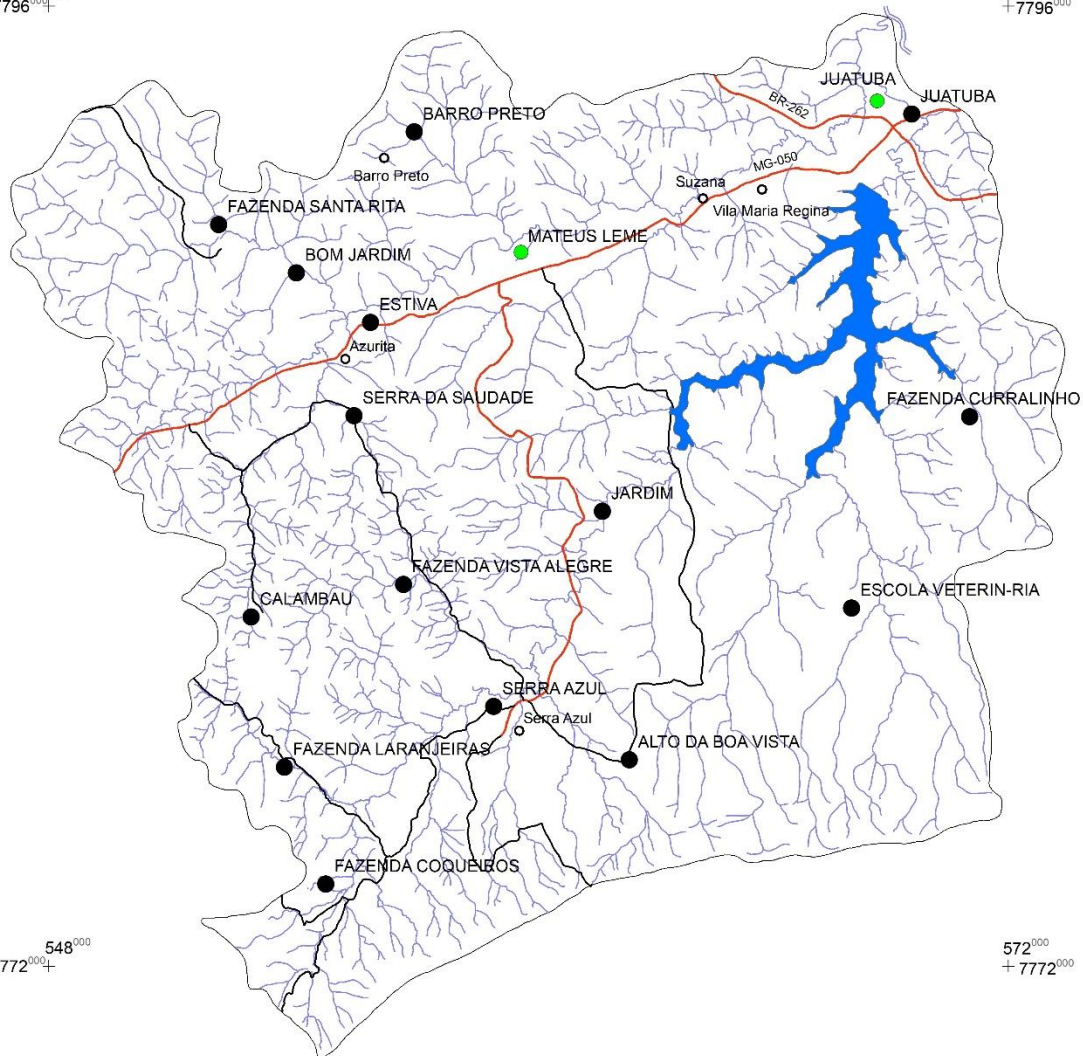 7796⁰⁰⁰
7796⁰⁰⁰
JUATUBA
JUATUBA
BR-262
BARRO PRETO
MG-050
Barro Preto
Suzana
Vila Maria Regina
FAZENDA SANTA RITA
MATEUS LEME
BOM JARDIM
ESTIVA
Azurita
SERRA DA SAUDADE
FAZENDA CURRALINHO
JARDIM
FAZENDA VISTA ALEGRE
ESCOLA VETERIN-RIA
CALAMBAU
SERRA AZUL
Serra Azul
ALTO DA BOA VISTA
FAZENDA LARANJEIRAS
FAZENDA COQUEIROS
548⁰⁰⁰
572⁰⁰⁰
772⁰⁰⁰
7772⁰⁰⁰